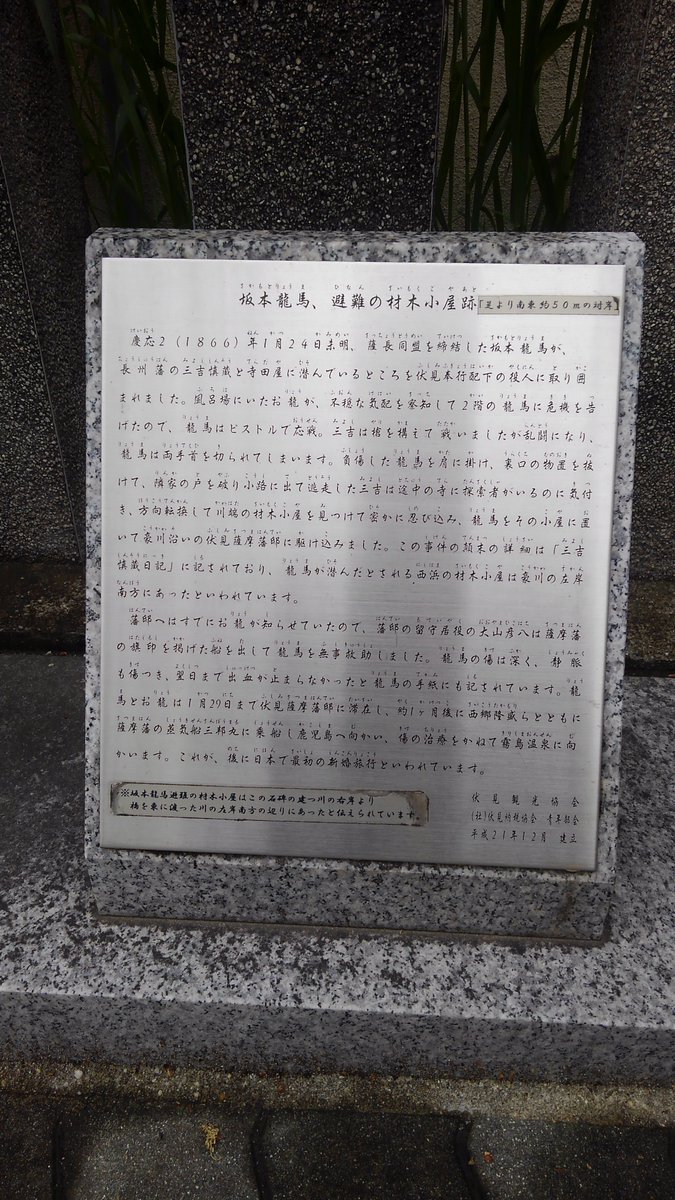 坂本龍馬、避難の材木小屋跡「足より南東約50mの対岸」
慶応2(1866)年1月24日未明、薩長同盟を締結した坂本龍馬が、
長州藩の三吉慎蔵と寺田屋に潜んでいるところを伏見奉行配下の役人に取り囲
まれました。風呂場にいたお龍が、不穏な気配を察知して2階の龍馬に危機を告
げたので、龍馬はピストルで応戦。三吉は槍を構えて戦いましたが乱闘になり、
龍馬は両手首を切られてしまいます。負傷した龍馬を肩に掛け、裏口の物置を抜
けて、隣家の戸を破り小路に出て逃走した三吉は途中の寺に探索者がいるのに気付
き、方向転換して川端の材木小屋を見つけて密かに忍び込み、龍馬をその小屋に置
いて豪川沿いの伏見薩摩藩邸に駆け込みました。この事件の顛末の詳細は「三吉
慎蔵日記」に記されており、龍馬が潜んだとされる西浜の材木小屋は豪川の左岸
南方にあったといわれています。
藩邸へはすでにお龍が知らせていたので、藩邸の留守居役の大山彦八は薩摩藩
の旗印を掲げた船を出して龍馬を無事救助しました。龍馬の傷は深く、静脈
も傷つき、翌日まで出血が止まらなかったと龍馬の手紙にも記されています。龍
馬とお龍は1月29日まで伏見薩摩藩邸に滞在し、約1ヶ月後に西郷隆盛らとともに
薩摩藩の蒸気船三邦丸に乗船し鹿児島へ向かい、傷の治療をかねて霧島温泉に向
かいます。これが、後に日本で最初の新婚旅行といわれています。
※坂本龍馬避難の材木小屋はこの石碑の建つ川の右岸より
橋を東に渡った川の左岸南方の辺りにあったと伝えられています。
伏見観光協会
(社)伏見納税協会 青年部会
平成21年12月 建立